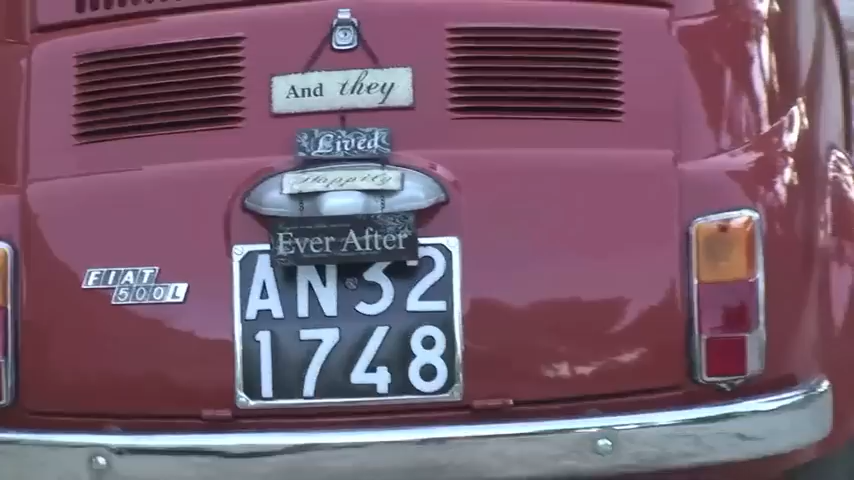 And they
Lived
Happily
Ever After
FIAT
500L
AN 32
1748